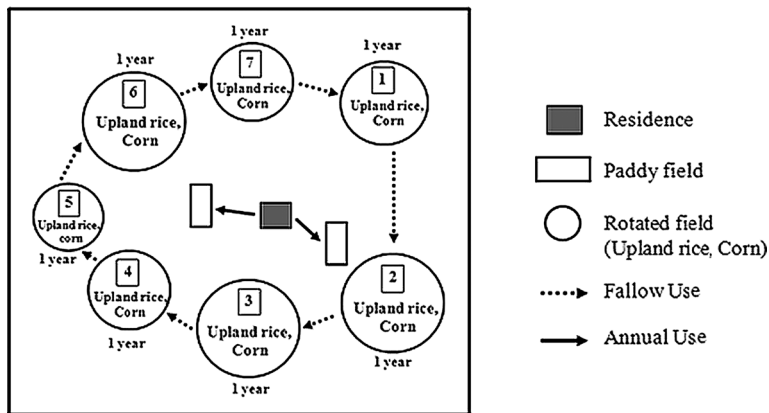 1 year
7
Upland rice,
Corn
1 year
1
Upland rice,
Corn
1 year
6
Upland rice,
Corn
5
Upland rice,
corn
1 year
4
Upland rice,
Corn
1 year
3
Upland rice,
Corn
1 year
2
Upland rice,
Corn
1 year
Residence
Paddy field
Rotated field
(Upland rice, Corn)
Fallow Use
Annual Use